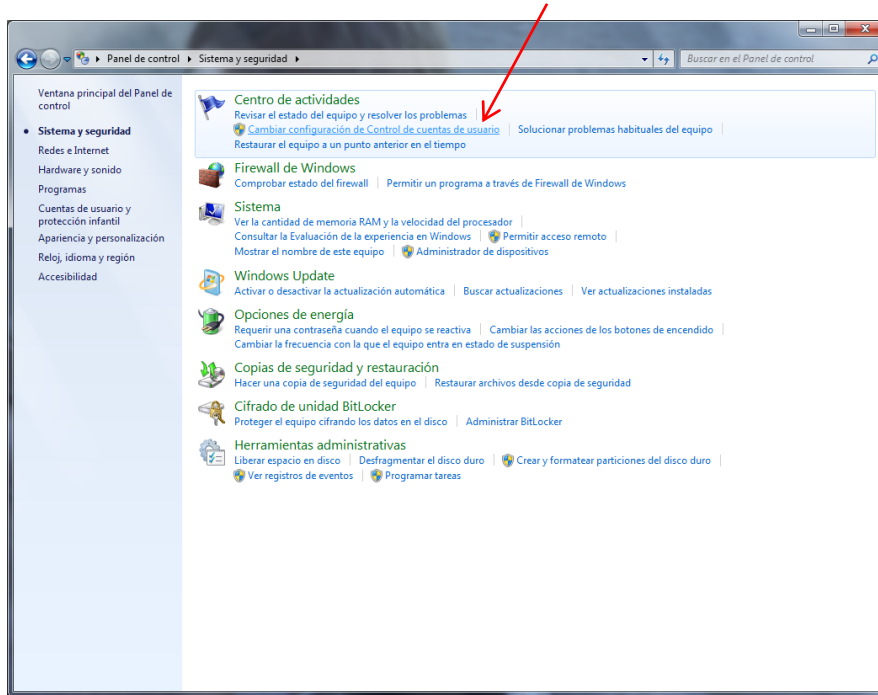 Panel de control ▸ Sistema y seguridad ▸
Buscar en el Panel de control
Ventana principal del Panel de
control
Sistema y seguridad
Redes e Internet
Hardware y sonido
Programas
Cuentas de usuario y
protección infantil
Apariencia y personalización
Reloj, idioma y región
Accesibilidad
Centro de actividades
Revisar el estado del equipo y resolver los problemas
Cambiar configuración de Control de cuentas de usuario | Solucionar problemas habituales del equipo
Restaurar el equipo a un punto anterior en el tiempo
Firewall de Windows
Comprobar estado del firewall | Permitir un programa a través de Firewall de Windows
Sistema
Ver la cantidad de memoria RAM y la velocidad del procesador
Consultar la Evaluación de la experiencia en Windows | Permitir acceso remoto
Mostrar el nombre de este equipo | Administrador de dispositivos
Windows Update
Activar o desactivar la actualización automática | Buscar actualizaciones | Ver actualizaciones instaladas
Opciones de energía
Requerir una contraseña cuando el equipo se reactiva | Cambiar las acciones de los botones de encendido
Cambiar la frecuencia con la que el equipo entra en estado de suspensión
Copias de seguridad y restauración
Hacer una copia de seguridad del equipo | Restaurar archivos desde copia de seguridad
Cifrado de unidad BitLocker
Proteger el equipo cifrando los datos en el disco | Administrar BitLocker
Herramientas administrativas
Liberar espacio en disco | Desfragmentar el disco duro | Crear y formatear particiones del disco duro
Ver registros de eventos | Programar tareas